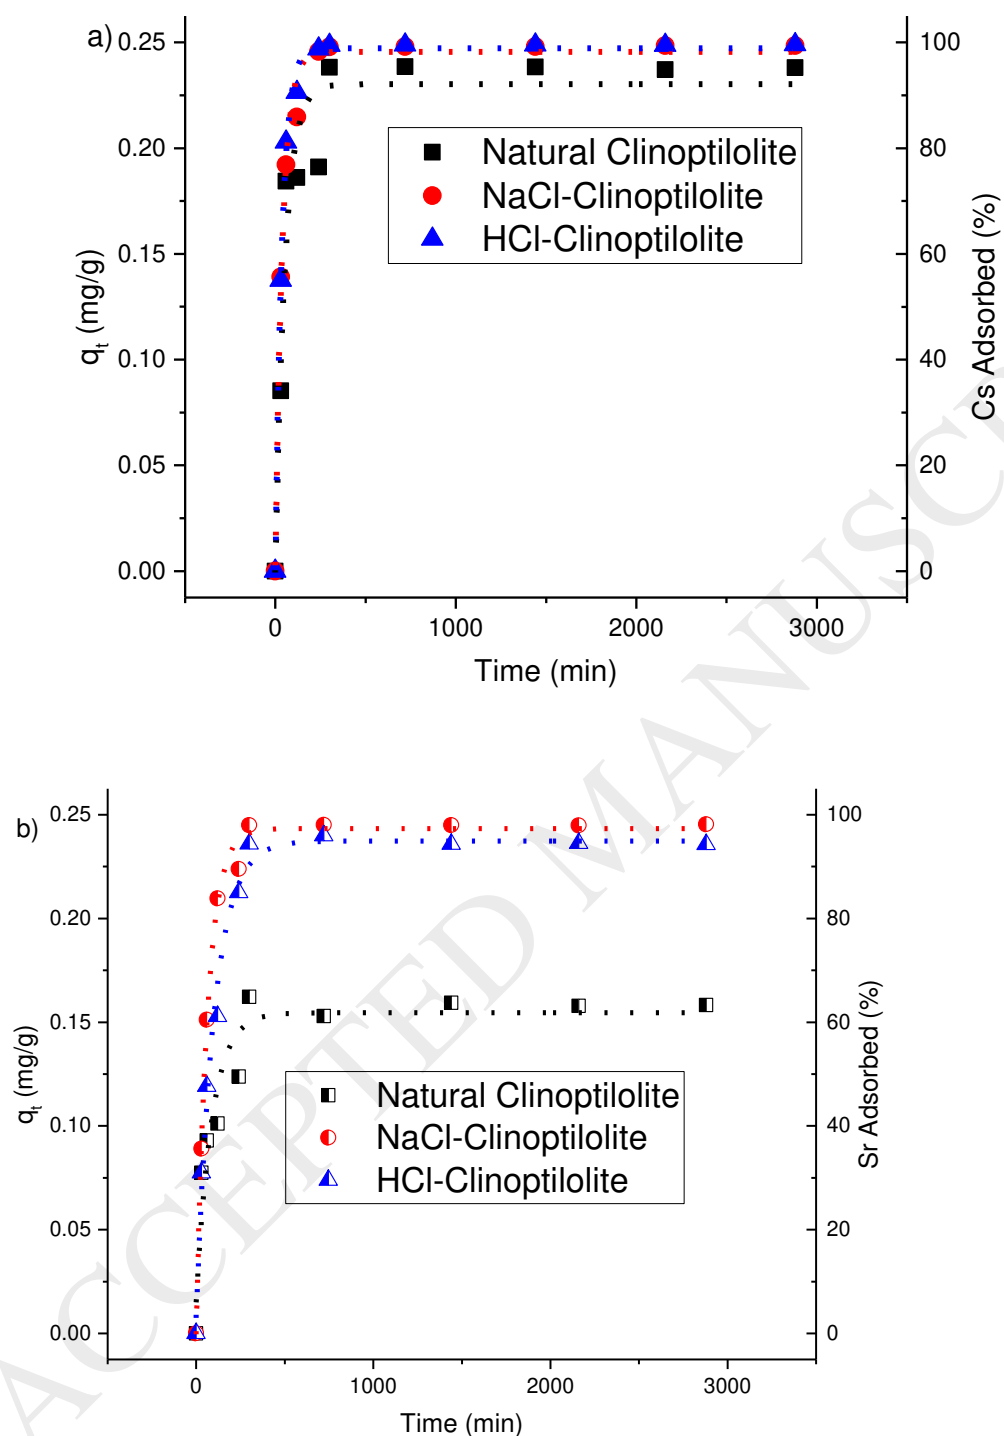 a)
0.25
0.20
0.15
0.10
0.05
0.00
q_t (mg/g)
100
80
60
40
20
0
Cs Adsorbed (%)
Natural Clinoptilolite
NaCl-Clinoptilolite
HCl-Clinoptilolite
0 1000 2000 3000
Time (min)
b)
0.25
0.20
0.15
0.10
0.05
0.00
q_t (mg/g)
100
80
60
40
20
0
Sr Adsorbed (%)
Natural Clinoptilolite
NaCl-Clinoptilolite
HCl-Clinoptilolite
0 1000 2000 3000
Time (min)
ACCEPTED MANUSCR